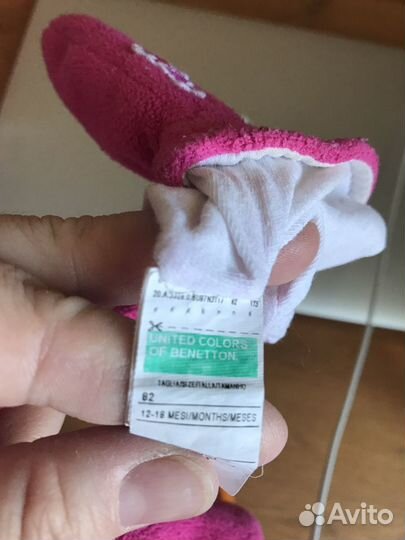 UNITED COLORS
OF BENETTON.
TAGLIA/SIZE/TALLA/TAMANHO
82
12-18 MESI/MONTHS/MESES
Avito